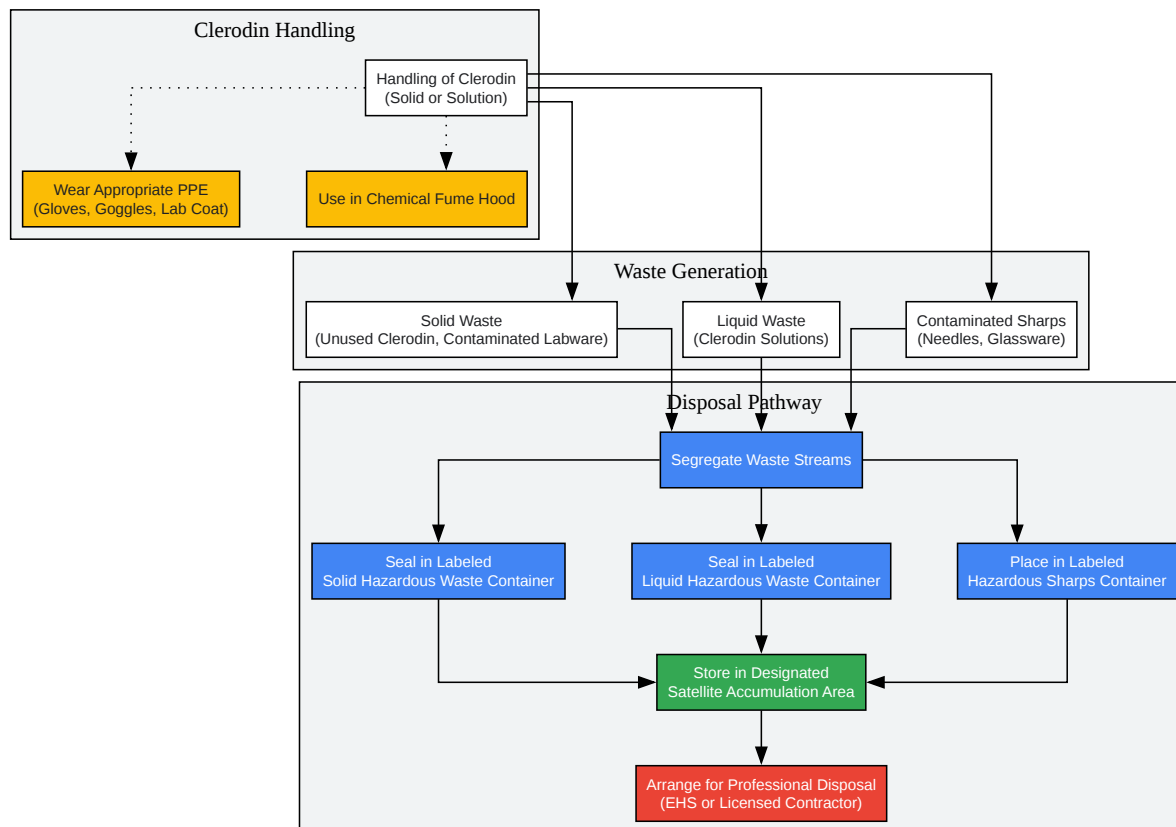 Clerodin Handling
Handling of Clerodin
(Solid or Solution)
Wear Appropriate PPE
(Gloves, Goggles, Lab Coat)
Use in Chemical Fume Hood
Waste Generation
Solid Waste
(Unused Clerodin, Contaminated Labware)
Liquid Waste
(Clerodin Solutions)
Contaminated Sharps
(Needles, Glassware)
Disposal Pathway
Segregate Waste Streams
Seal in Labeled
Solid Hazardous Waste Container
Seal in Labeled
Liquid Hazardous Waste Container
Place in Labeled
Hazardous Sharps Container
Store in Designated
Satellite Accumulation Area
Arrange for Professional Disposal
(EHS or Licensed Contractor)